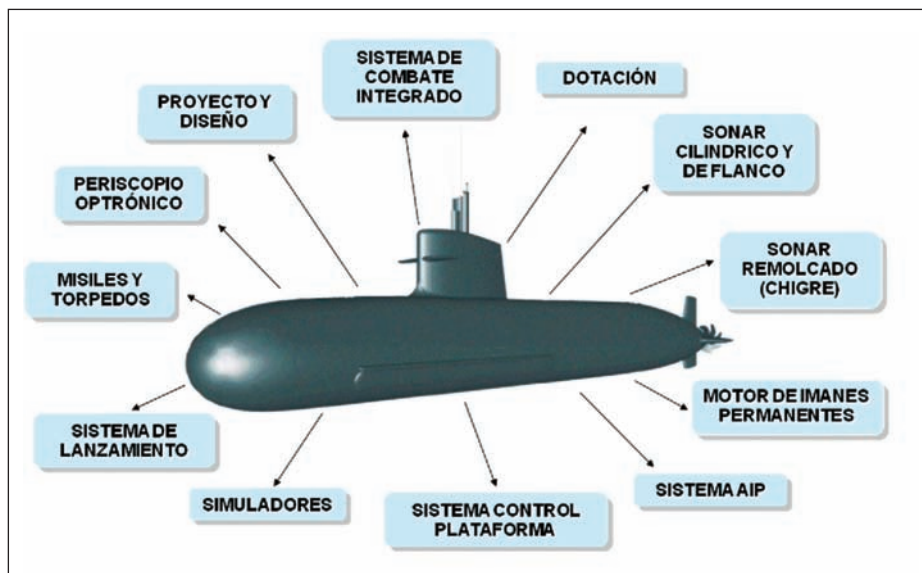 SISTEMA DE
COMBATE
INTEGRADO
DOTACIÓN
PROYECTO Y
DISEÑO
SONAR
CILINDRICO Y
DE FLANCO
PERISCOPIO
OPTRÓNICO
SONAR
REMOLCADO
(CHIGRE)
MISILES Y
TORPEDOS
MOTOR DE IMANES
PERMANENTES
SISTEMA DE
LANZAMIENTO
SISTEMA AIP
SIMULADORES
SISTEMA CONTROL
PLATAFORMA